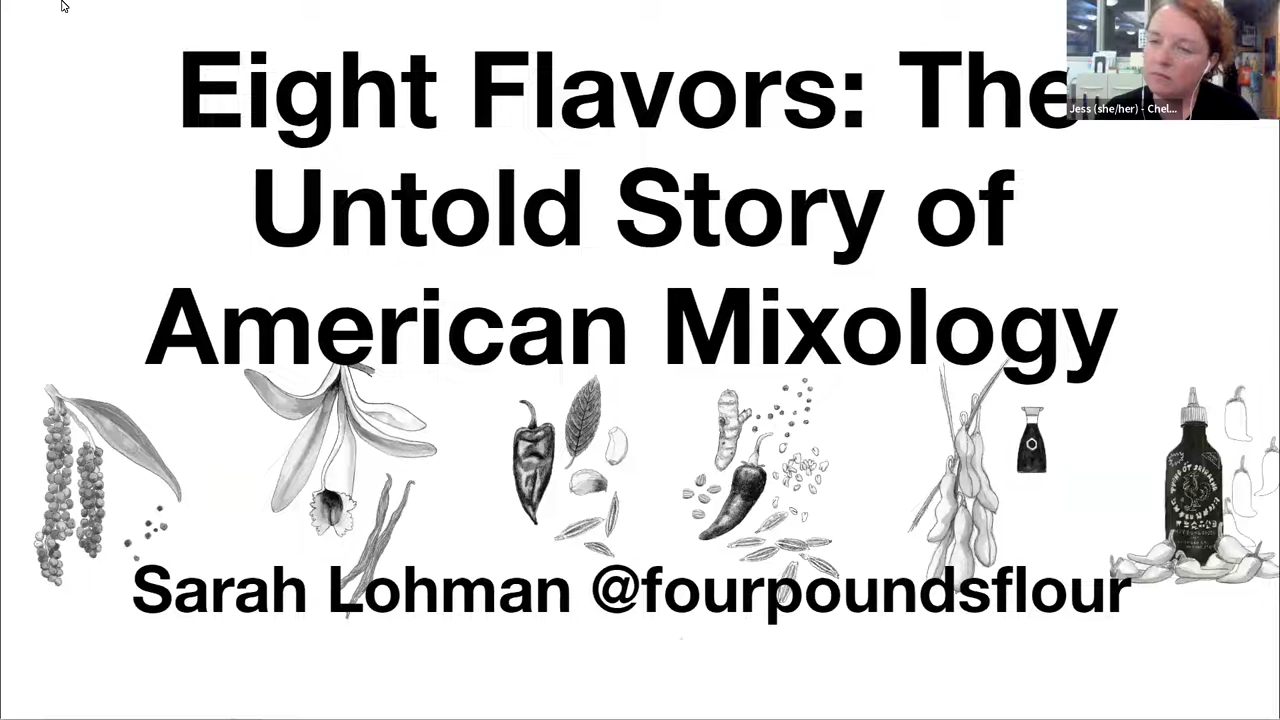 Eight Flavors: The
Untold Story of
American Mixology
Jess (she/her) - Chel...
Sarah Lohman @fourpoundsflour